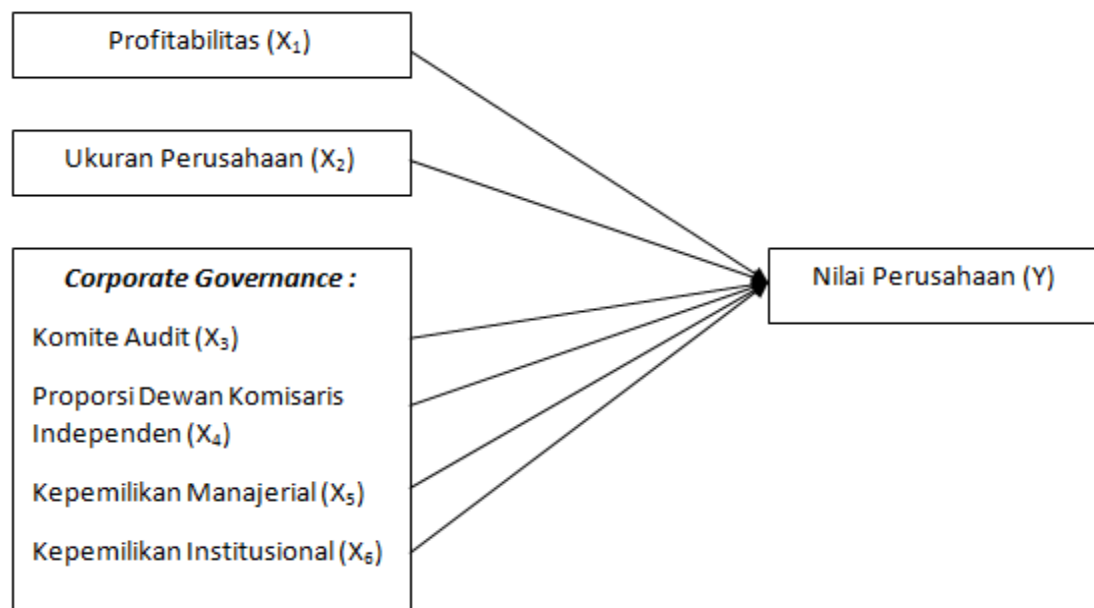 Profitabilitas (X₁)
Ukuran Perusahaan (X₂)
Corporate Governance :
Komite Audit (X₃)
Proporsi Dewan Komisaris
Independen (X₄)
Kepemilikan Manajerial (X₅)
Kepemilikan Institusional (X₆)
Nilai Perusahaan (Y)